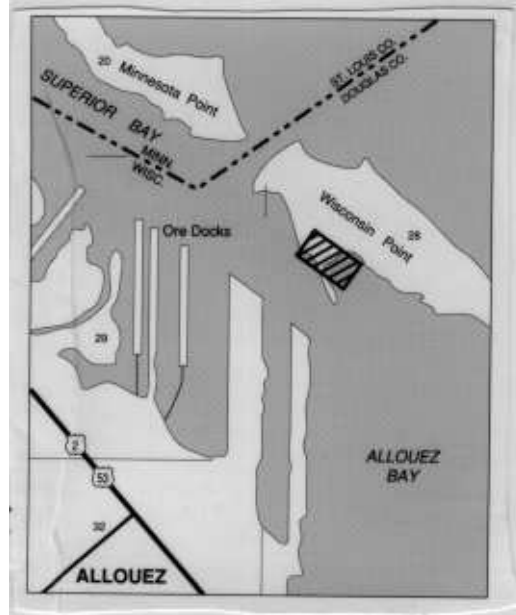 20
Minnesota Point
ST. LOUIS CO.
DOUGLAS CO.
SUPERIOR BAY
MINN.
WISC.
Wisconsin Point
28
Ore Docks
29
2
53
ALLOUEZ
BAY
32
ALLOUEZ